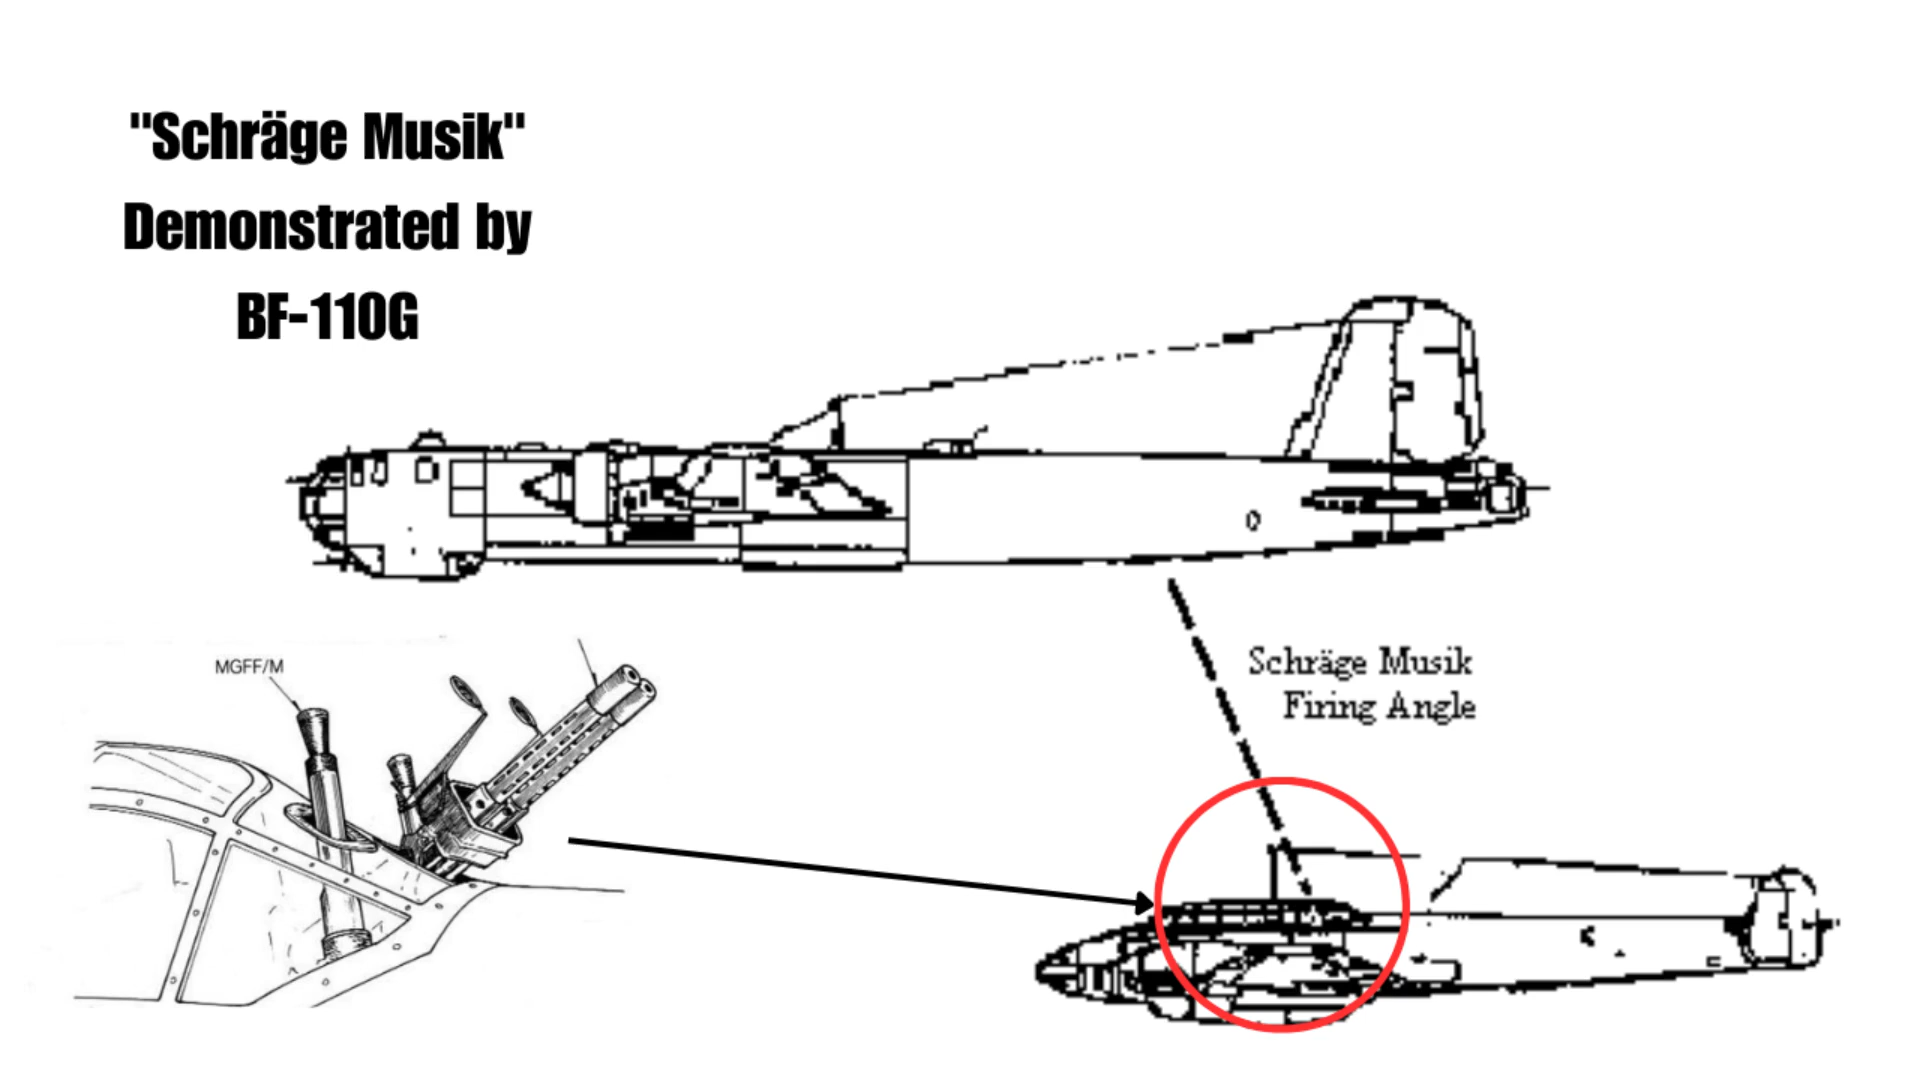 "Schräge Musik"
Demonstrated by
BF-110G
MGFF/M
Schräge Musik
Firing Angle